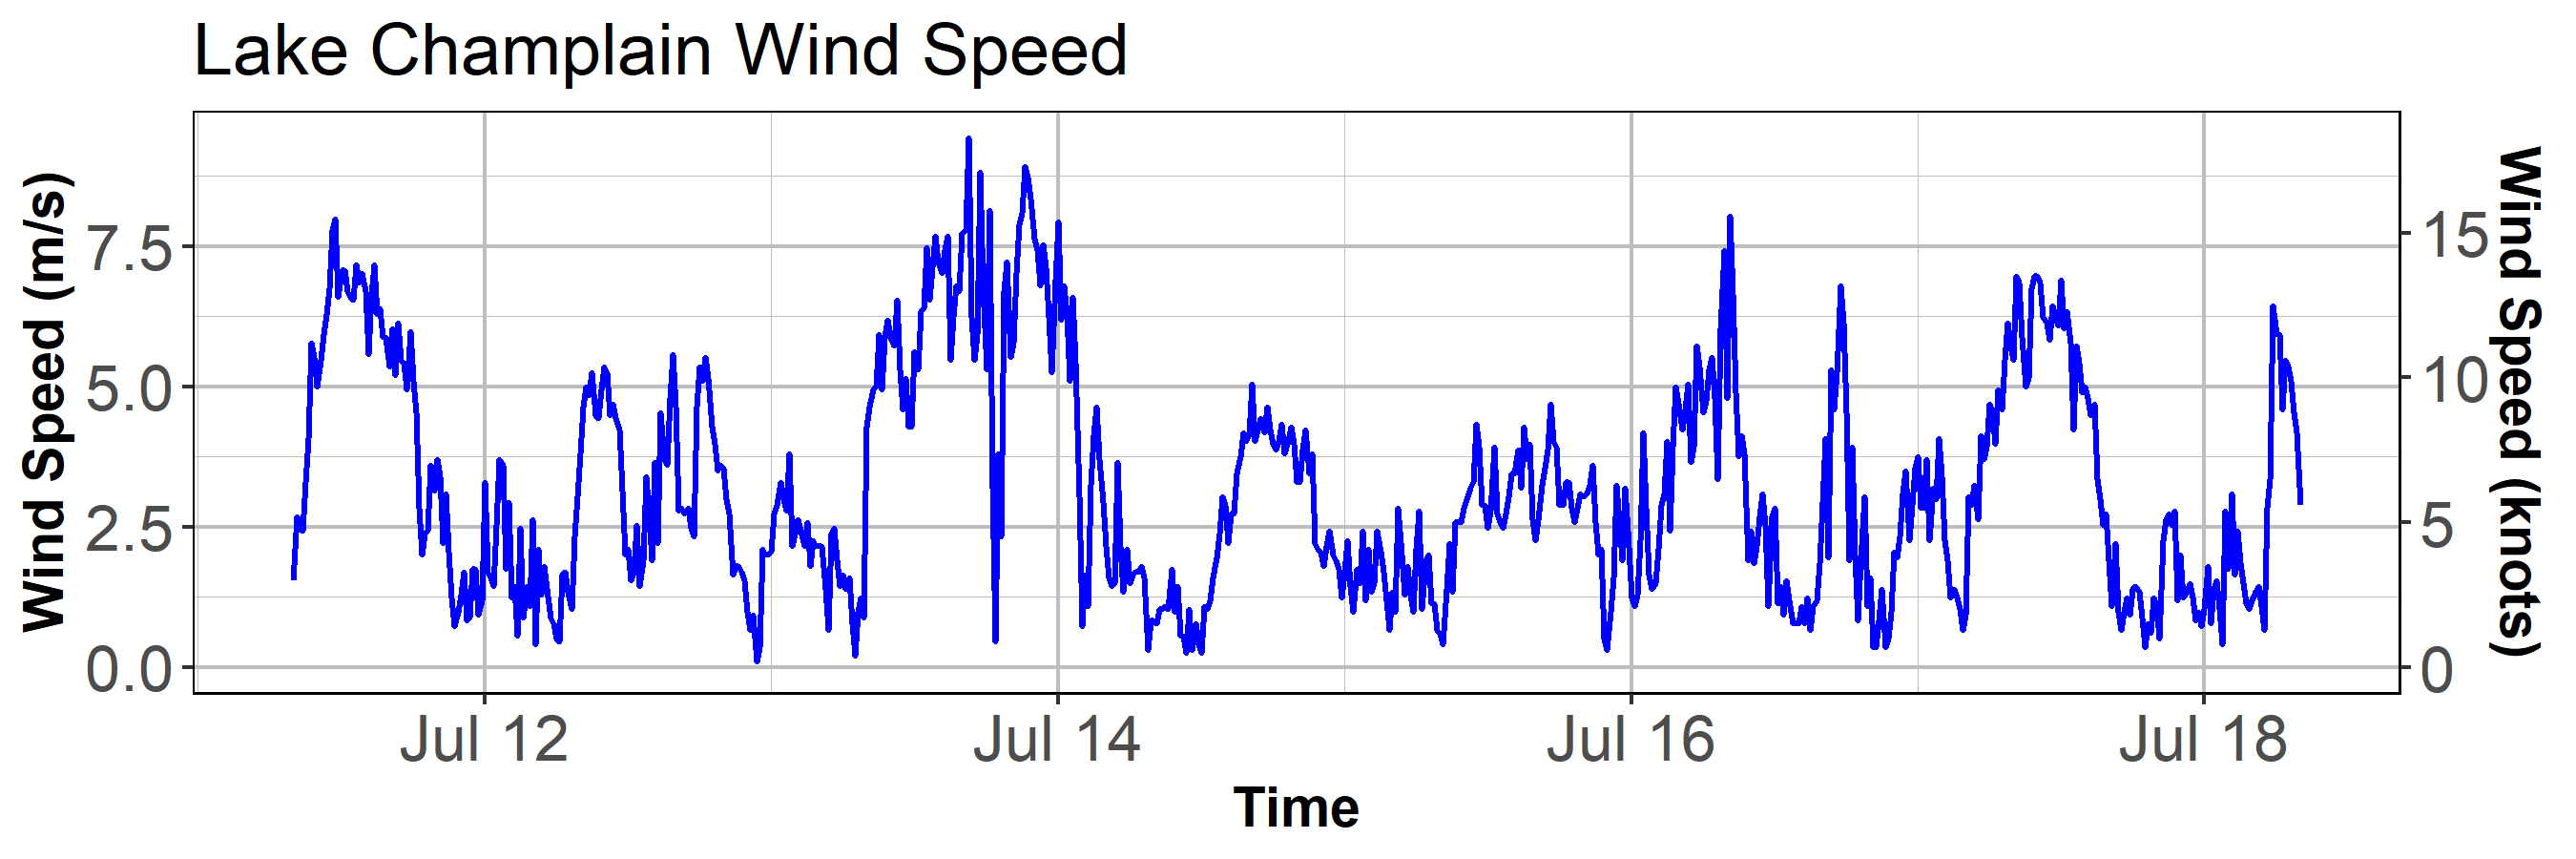 Lake Champlain Wind Speed
Wind Speed (m/s)
7.5
5.0
2.5
0.0
15
10
5
0
Wind Speed (knots)
Jul 12
Jul 14
Jul 16
Jul 18
Time